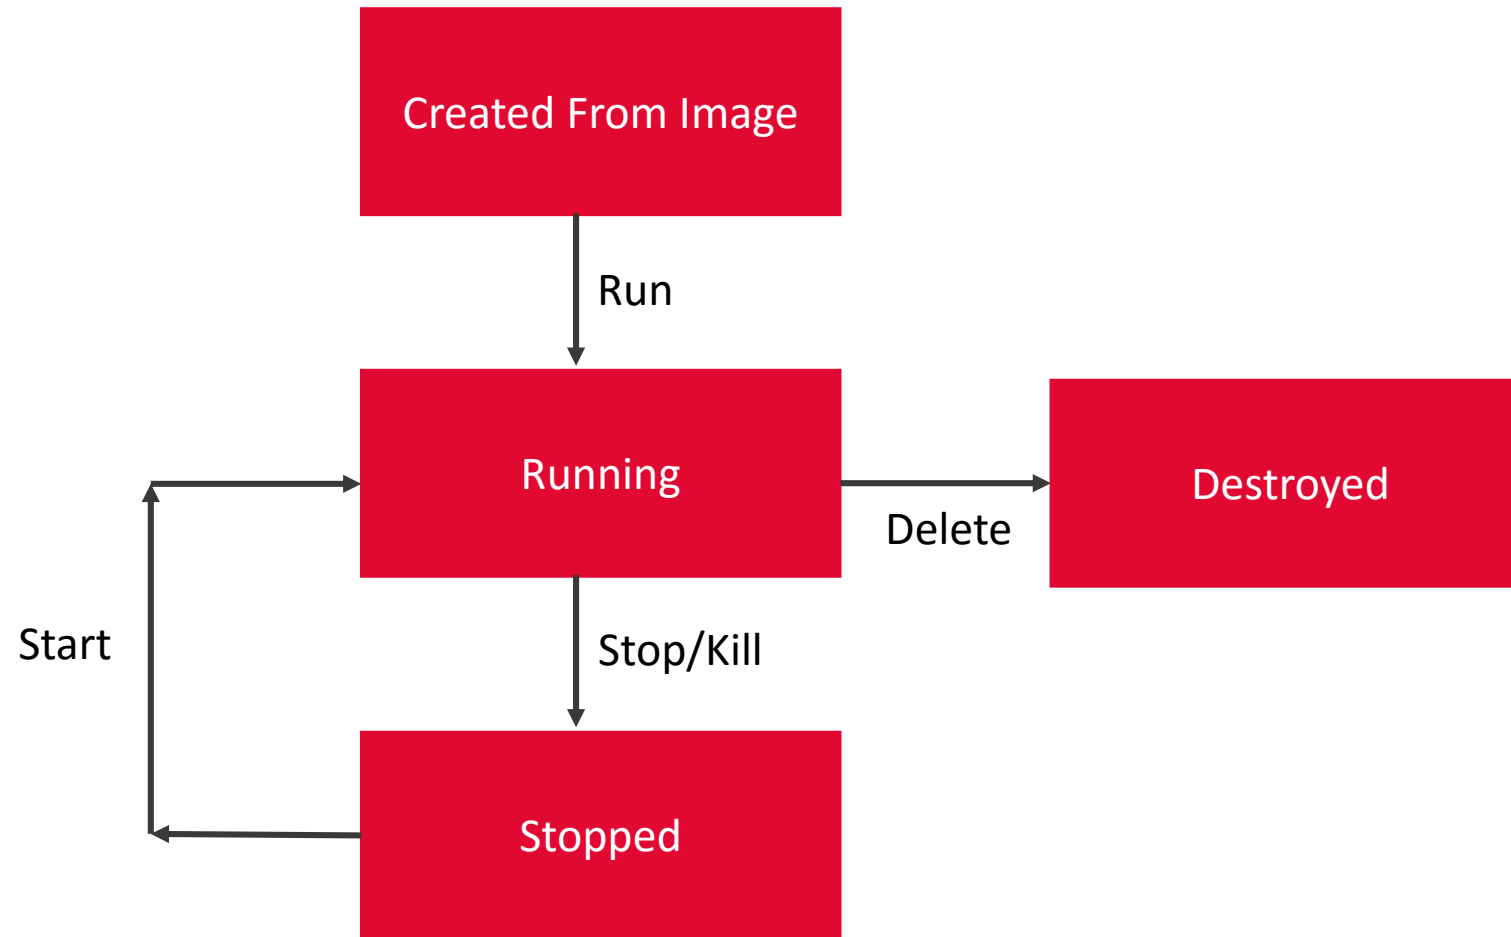 Created From Image
Run
Running
Destroyed
Delete
Start
Stop/Kill
Stopped